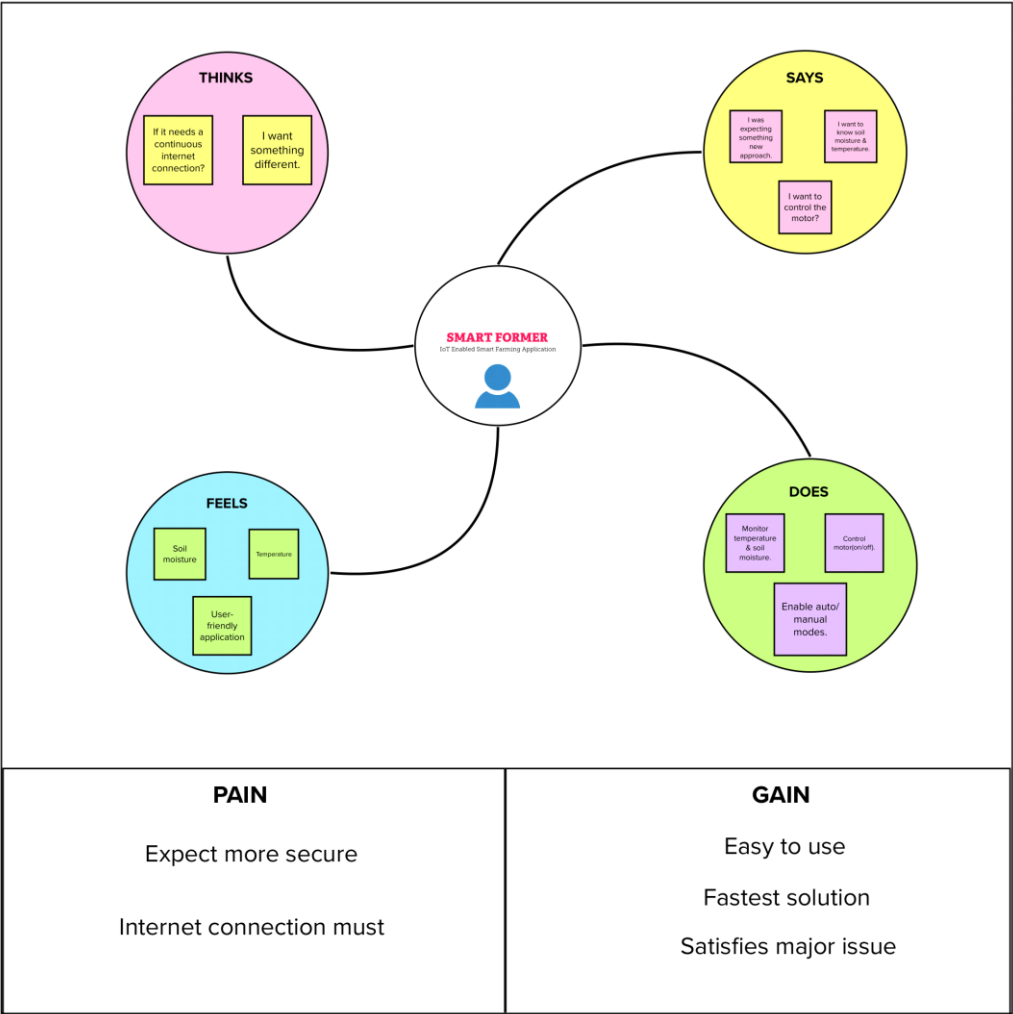 THINKS
If it needs a
continuous
internet
connection?
I want
something
different.
SAYS
I was
expecting
something
new
approach.
I want to
know soil
moisture &
temperature.
I want to
control the
motor?
SMART FORMER
IoT Enabled Smart Farming Application
FEELS
Soil
moisture
Temperature
User-
friendly
application
DOES
Monitor
temperature
& soil
moisture.
Control
motor(on/off).
Enable auto/
manual
modes.
PAIN
Expect more secure
Internet connection must
GAIN
Easy to use
Fastest solution
Satisfies major issue